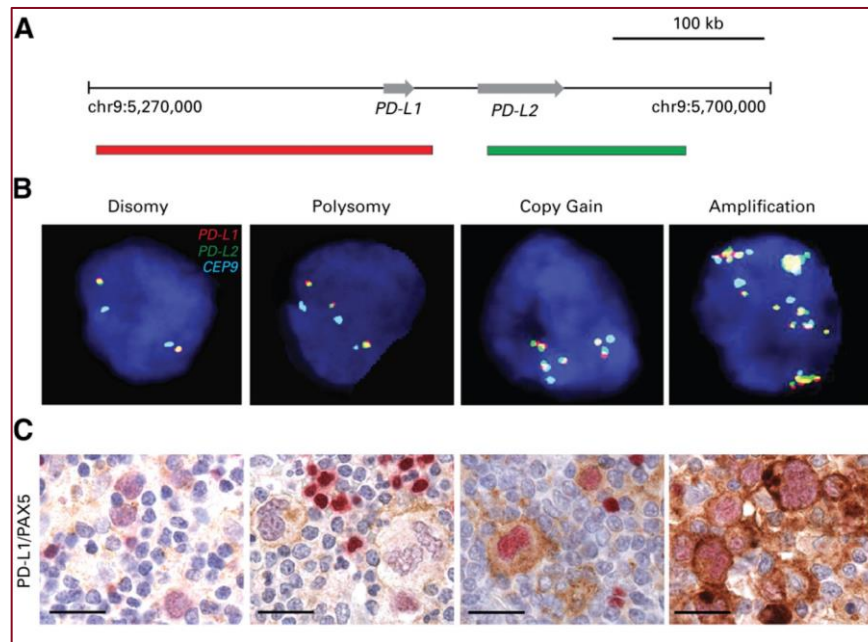 A
100 kb
chr9:5,270,000
PD-L1
PD-L2
chr9:5,700,000
B
Disomy
Polysomy
Copy Gain
Amplification
PD-L1
PD-L2
CEP9
C
PD-L1/PAX5